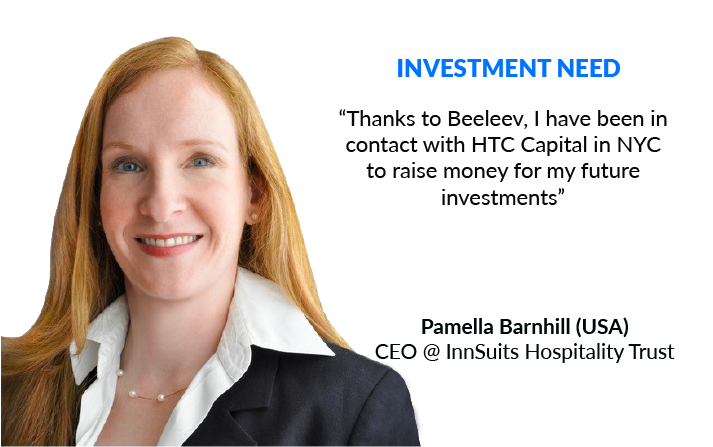 INVESTMENT NEED
“Thanks to Beeleev, I have been in
contact with HTC Capital in NYC
to raise money for my future
investments”
Pamella Barnhill (USA)
CEO @ InnSuits Hospitality Trust